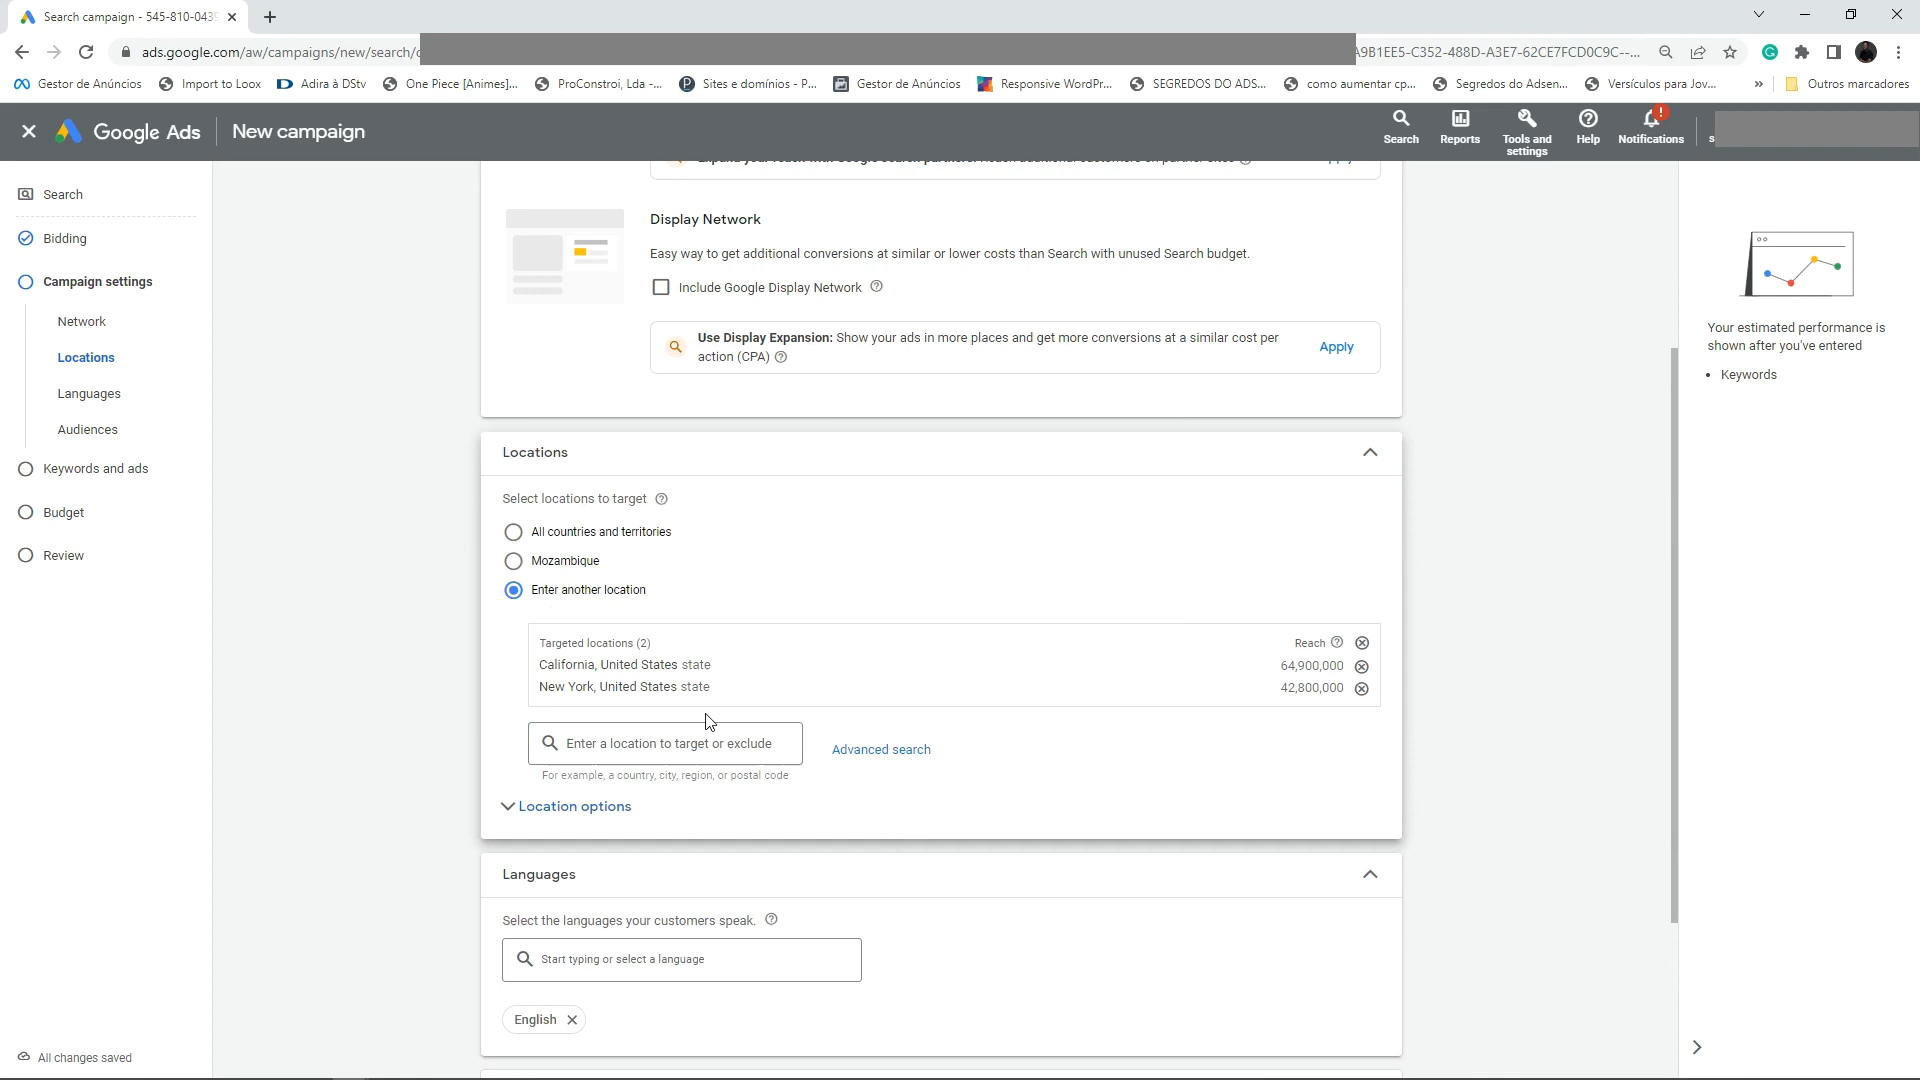 Search campaign - 545-810-0439
ads.google.com/aw/campaigns/new/search/
A9B1EE5-C352-488D-A3E7-62CE7FCD0C9C--...
Gestor de Anúncios
Import to Loox
Adira à DStv
One Piece [Animes]...
ProConstroi, Lda -...
Sites e domínios - P...
Gestor de Anúncios
Responsive WordPr...
SEGREDOS DO ADS...
como aumentar cp...
Segredos do Adsen...
Versículos para Jov...
»
Outros marcadores
Google Ads
New campaign
Search
Reports
Tools and
settings
Help
Notifications
s
Search
Bidding
Campaign settings
Network
Locations
Languages
Audiences
Keywords and ads
Budget
Review
All changes saved
Display Network
Easy way to get additional conversions at similar or lower costs than Search with unused Search budget.
Include Google Display Network
Use Display Expansion: Show your ads in more places and get more conversions at a similar cost per
action (CPA)
Apply
Locations
Select locations to target
All countries and territories
Mozambique
Enter another location
Targeted locations (2)
Reach
California, United States state
64,900,000
New York, United States state
42,800,000
Enter a location to target or exclude
Advanced search
For example, a country, city, region, or postal code
Location options
Languages
Select the languages your customers speak.
Start typing or select a language
English
Your estimated performance is
shown after you've entered
• Keywords